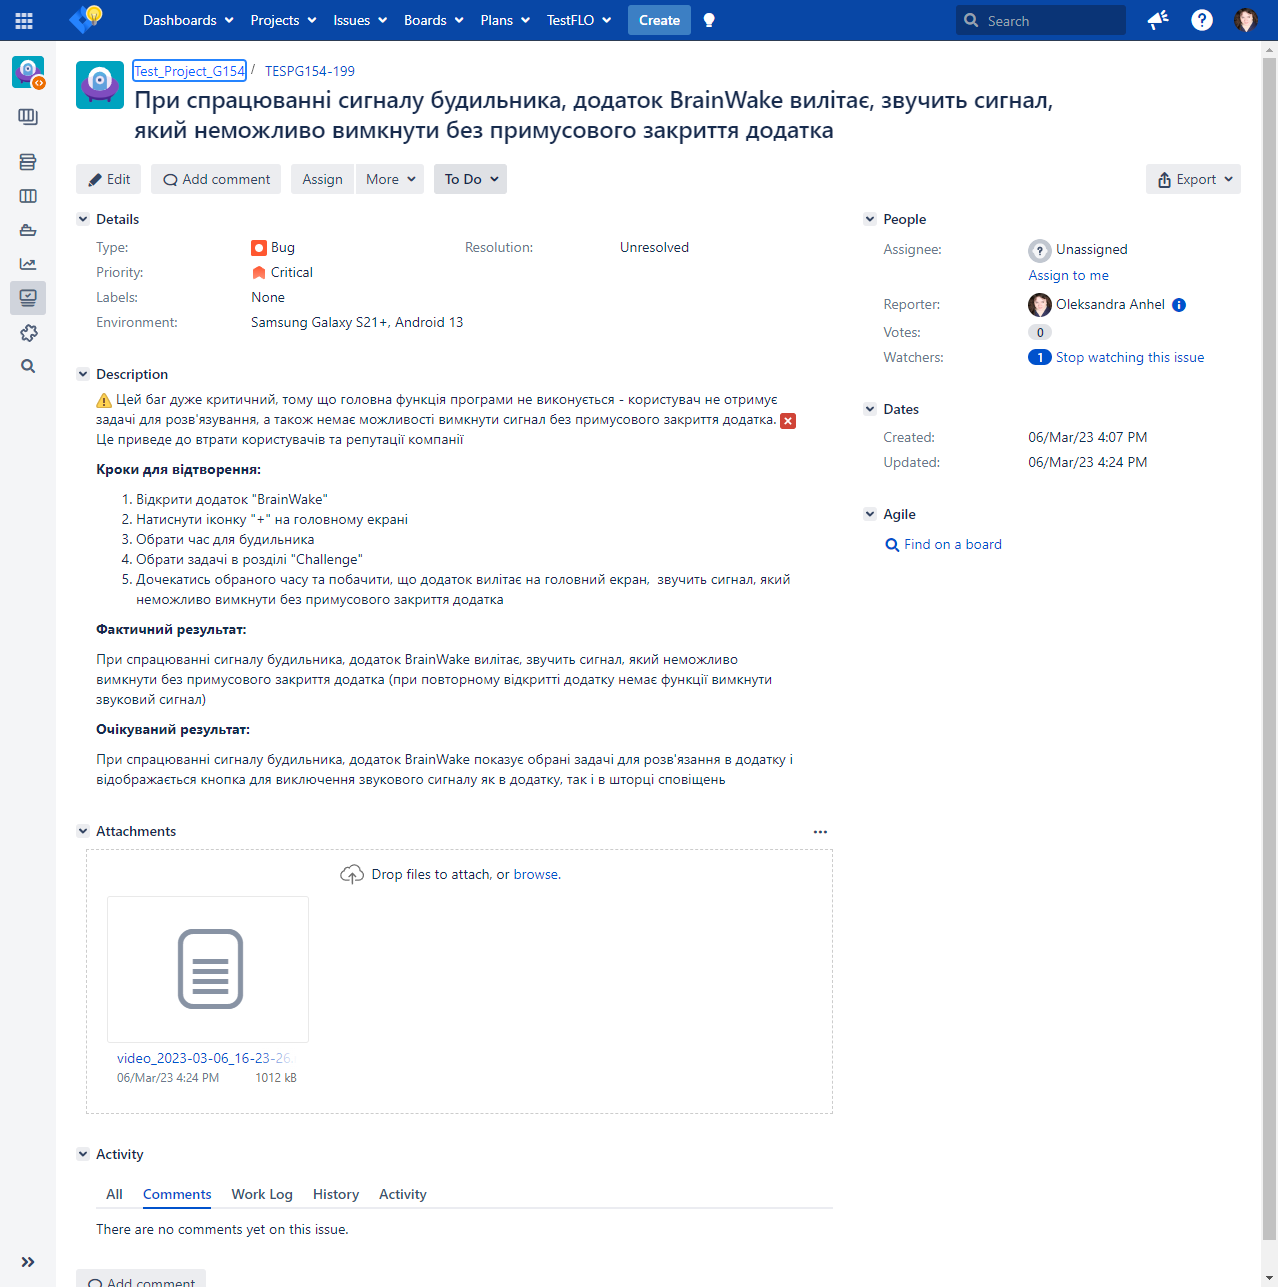 Dashboards Projects Issues Boards Plans TestFLO Create Search
Test_Project_G154 / TESPG154-199
При спрацюванні сигналу будильника, додаток BrainWake вилітає, звучить сигнал,
який неможливо вимкнути без примусового закриття додатка
Edit Add comment Assign More To Do Export
Details
Type: Bug Resolution: Unresolved
Priority: Critical
Labels: None
Environment: Samsung Galaxy S21+, Android 13
People
Assignee: Unassigned
Assign to me
Reporter: Oleksandra Anhel
Votes: 0
Watchers: 1 Stop watching this issue
Dates
Created: 06/Mar/23 4:07 PM
Updated: 06/Mar/23 4:24 PM
Agile
Find on a board
Description
Цей баг дуже критичний, тому що головна функція програми не виконується - користувач не отримує
задачі для розв'язування, а також немає можливості вимкнути сигнал без примусового закриття додатка.
Це приведе до втрати користувачів та репутації компанії
Кроки для відтворення:
1. Відкрити додаток "BrainWake"
2. Натиснути іконку "+" на головному екрані
3. Обрати час для будильника
4. Обрати задачі в розділі "Challenge"
5. Дочекатись обраного часу та побачити, що додаток вилітає на головний екран, звучить сигнал, який
неможливо вимкнути без примусового закриття додатка
Фактичний результат:
При спрацюванні сигналу будильника, додаток BrainWake вилітає, звучить сигнал, який неможливо
вимкнути без примусового закриття додатка (при повторному відкритті додатку немає функції вимкнути
звуковий сигнал)
Очікуваний результат:
При спрацюванні сигналу будильника, додаток BrainWake показує обрані задачі для розв'язання в додатку і
відображається кнопка для виключення звукового сигналу як в додатку, так і в шторці сповіщень
Attachments
Drop files to attach, or browse.
video_2023-03-06_16-23-26.
06/Mar/23 4:24 PM 1012 kB
Activity
All Comments Work Log History Activity
There are no comments yet on this issue.
Add comment